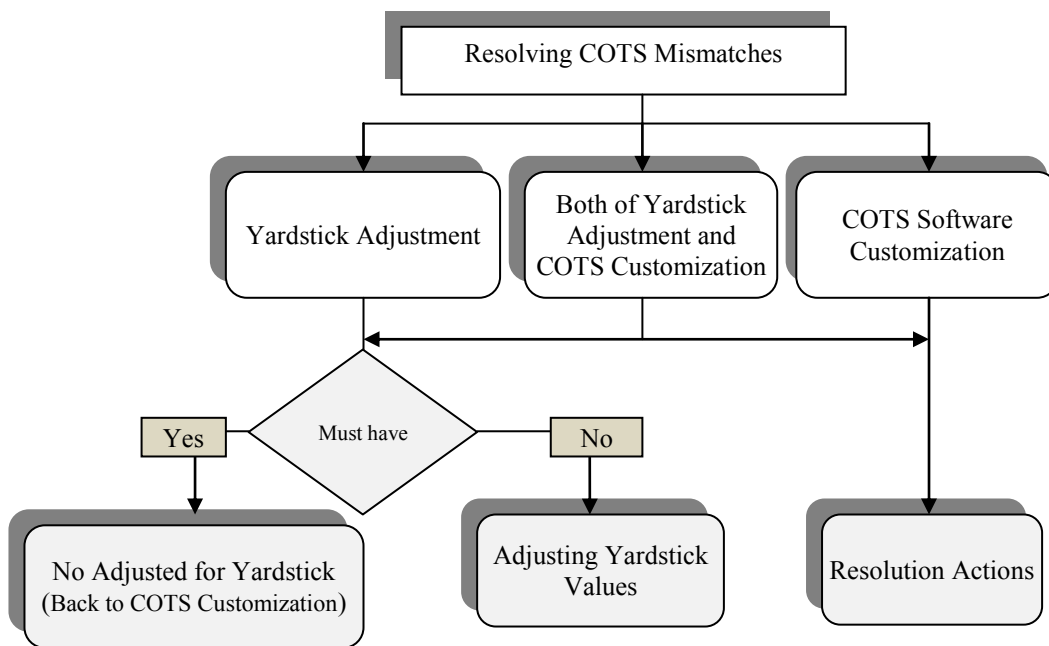 Resolving COTS Mismatches
Yardstick Adjustment
Both of Yardstick
Adjustment and
COTS Customization
COTS Software
Customization
Must have
Yes
No
No Adjusted for Yardstick
(Back to COTS Customization)
Adjusting Yardstick
Values
Resolution Actions